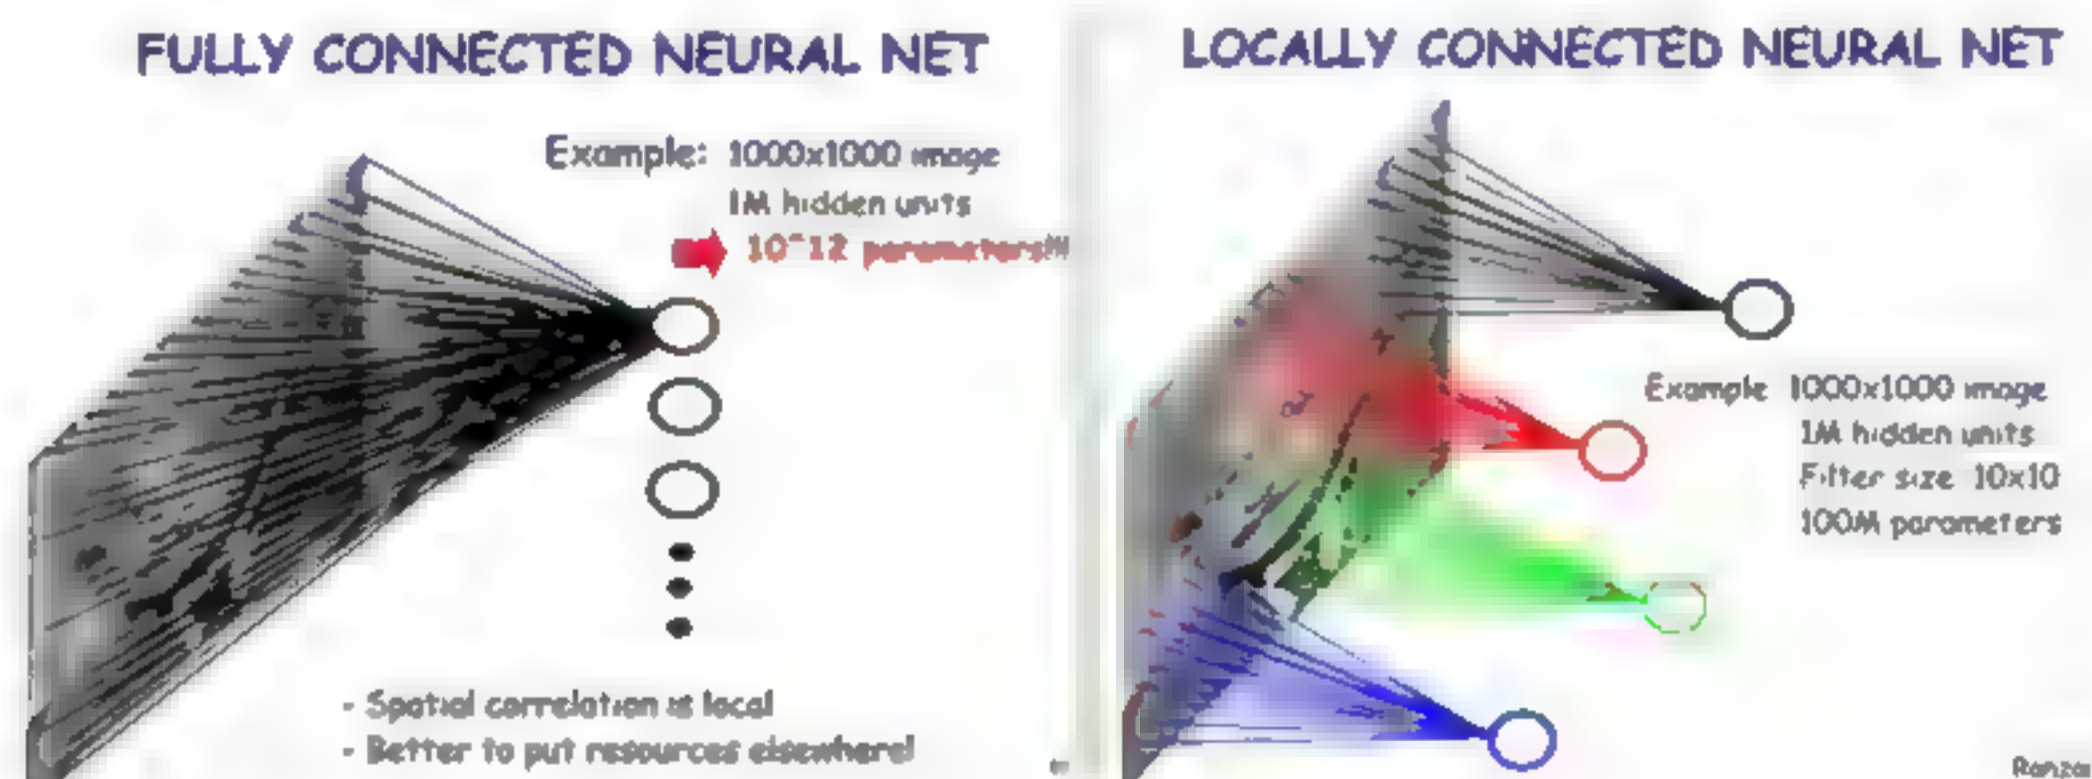 FULLY CONNECTED NEURAL NET
Example: 1000x1000 image
1M hidden units
10^12 parameters!!!
- Spatial correlation is local
- Better to put resources elsewhere!
LOCALLY CONNECTED NEURAL NET
Example 1000x1000 image
1M hidden units
Filter size 10x10
100M parameters